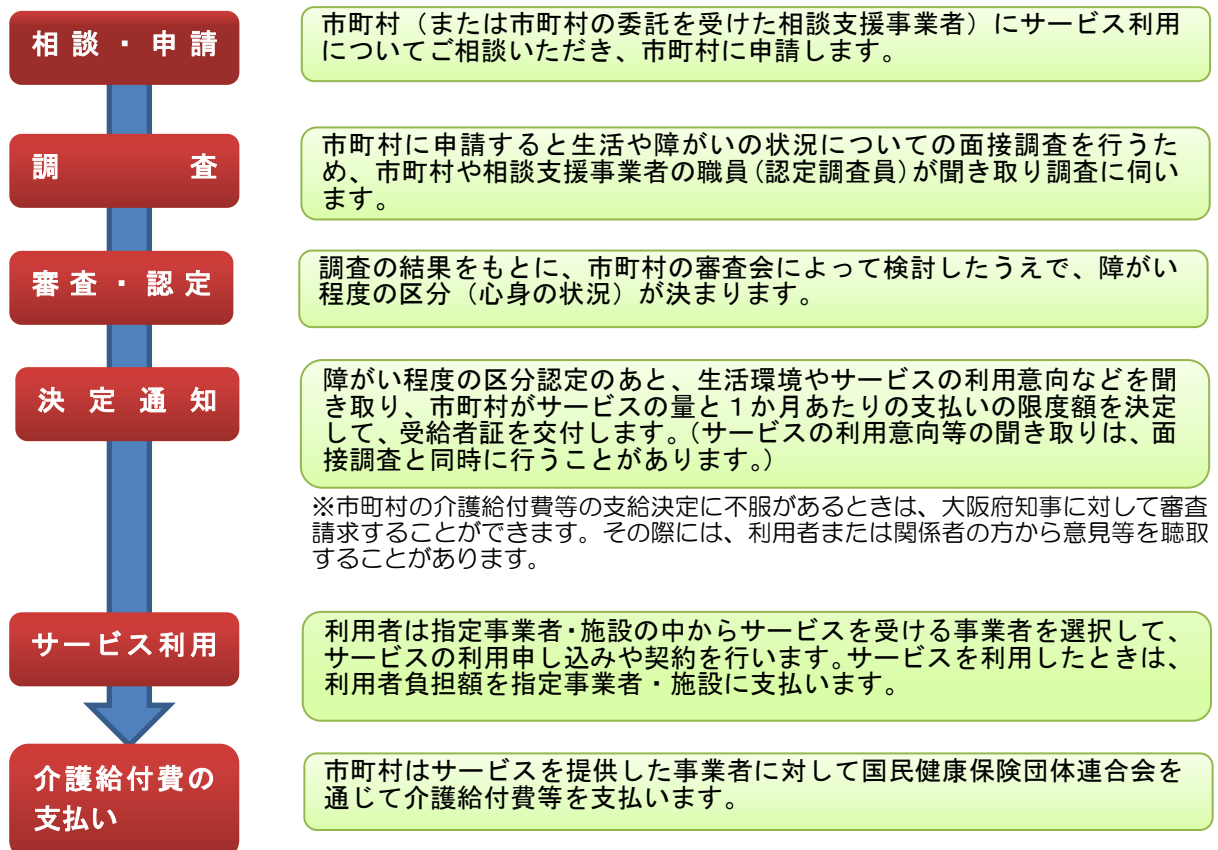 相談・申請
市町村（または市町村の委託を受けた相談支援事業者）にサービス利用
についてご相談いただき、市町村に申請します。
調　　査
市町村に申請すると生活や障がいの状況についての面接調査を行うた
め、市町村や相談支援事業者の職員(認定調査員)が聞き取り調査に伺い
ます。
審査・認定
調査の結果をもとに、市町村の審査会によって検討したうえで、障がい
程度の区分（心身の状況）が決まります。
決定通知
障がい程度の区分認定のあと、生活環境やサービスの利用意向などを聞
き取り、市町村がサービスの量と１か月あたりの支払いの限度額を決定
して、受給者証を交付します。(サービスの利用意向等の聞き取りは、面
接調査と同時に行うことがあります。)
※市町村の介護給付費等の支給決定に不服があるときは、大阪府知事に対して審査
請求することができます。その際には、利用者または関係者の方から意見等を聴取
することがあります。
サービス利用
利用者は指定事業者・施設の中からサービスを受ける事業者を選択して、
サービスの利用申し込みや契約を行います。サービスを利用したときは、
利用者負担額を指定事業者・施設に支払います。
介護給付費の
支払い
市町村はサービスを提供した事業者に対して国民健康保険団体連合会を
通じて介護給付費等を支払います。